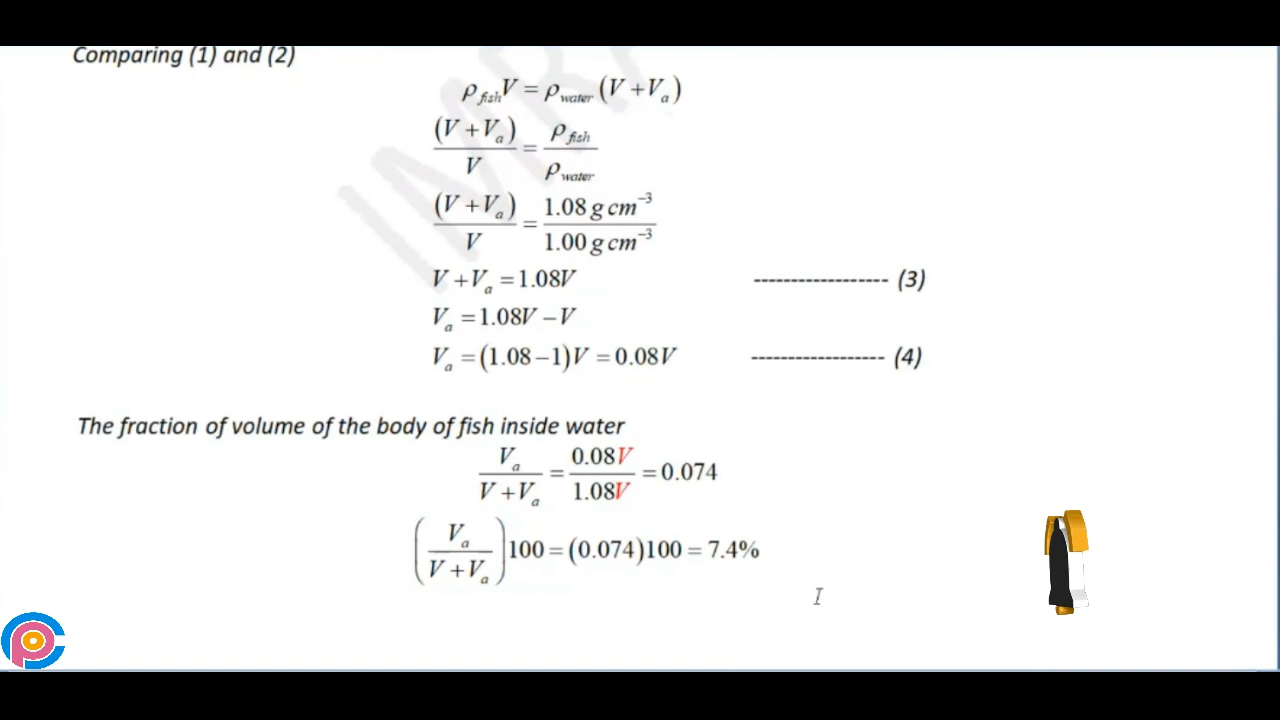 Comparing (1) and (2)
ρ_fish V = ρ_water (V + V_a)
(V + V_a) / V = ρ_fish / ρ_water
(V + V_a) / V = 1.08 g cm⁻³ / 1.00 g cm⁻³
V + V_a = 1.08V ------------------ (3)
V_a = 1.08V − V
V_a = (1.08 − 1)V = 0.08V ------------------ (4)
The fraction of volume of the body of fish inside water
V_a / (V + V_a) = 0.08V / 1.08V = 0.074
(V_a / (V + V_a)) 100 = (0.074)100 = 7.4%